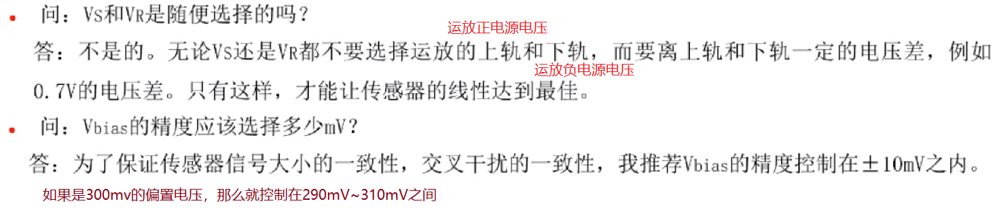 • 问：VS和VR是随便选择的吗？
运放正电源电压
答：不是的。无论VS还是VR都不要选择运放的上轨和下轨，而要离上轨和下轨一定的电压差，例如
运放负电源电压
0.7V的电压差。只有这样，才能让传感器的线性达到最佳。
• 问：Vbias的精度应该选择多少mV？
答：为了保证传感器信号大小的一致性，交叉干扰的一致性，我推荐Vbias的精度控制在±10mV之内。
如果是300mv的偏置电压，那么就控制在290mV~310mV之间